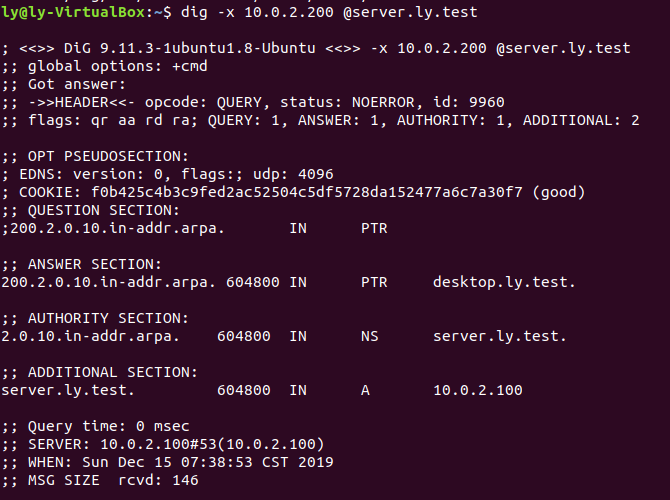 ly@ly-VirtualBox:~$ dig -x 10.0.2.200 @server.ly.test
; <<>> DiG 9.11.3-1ubuntu1.8-Ubuntu <<>> -x 10.0.2.200 @server.ly.test
;; global options: +cmd
;; Got answer:
;; ->>HEADER<<- opcode: QUERY, status: NOERROR, id: 9960
;; flags: qr aa rd ra; QUERY: 1, ANSWER: 1, AUTHORITY: 1, ADDITIONAL: 2
;; OPT PSEUDOSECTION:
; EDNS: version: 0, flags:; udp: 4096
; COOKIE: f0b425c4b3c9fed2ac52504c5df5728da152477a6c7a30f7 (good)
;; QUESTION SECTION:
;200.2.0.10.in-addr.arpa. IN PTR
;; ANSWER SECTION:
200.2.0.10.in-addr.arpa. 604800 IN PTR desktop.ly.test.
;; AUTHORITY SECTION:
2.0.10.in-addr.arpa. 604800 IN NS server.ly.test.
;; ADDITIONAL SECTION:
server.ly.test. 604800 IN A 10.0.2.100
;; Query time: 0 msec
;; SERVER: 10.0.2.100#53(10.0.2.100)
;; WHEN: Sun Dec 15 07:38:53 CST 2019
;; MSG SIZE rcvd: 146